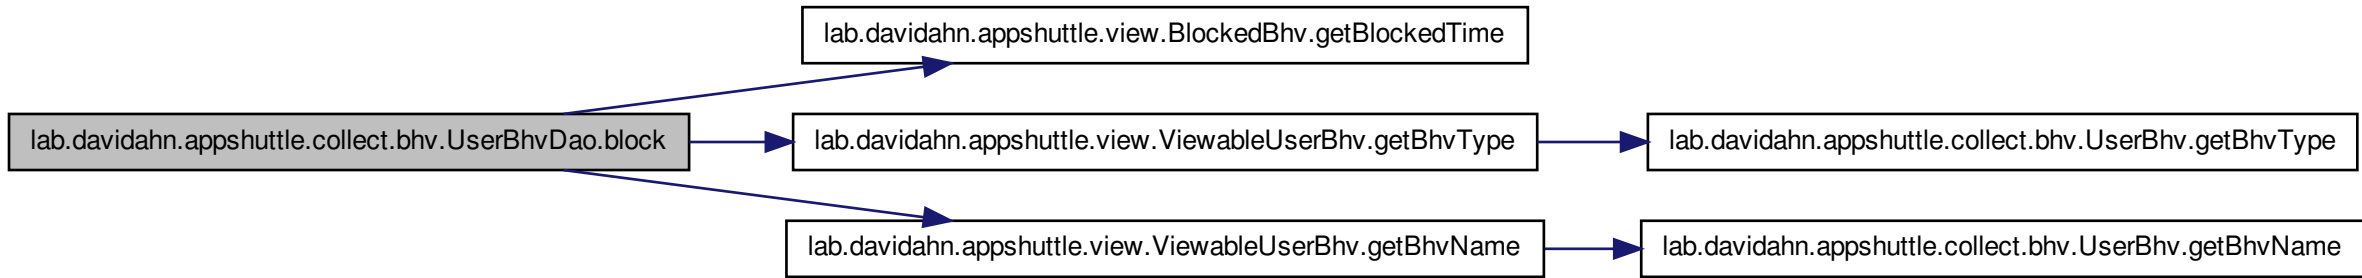 lab.davidahn.appshuttle.view.BlockedBhv.getBlockedTime
lab.davidahn.appshuttle.collect.bhv.UserBhvDao.block
lab.davidahn.appshuttle.view.ViewableUserBhv.getBhvType
lab.davidahn.appshuttle.collect.bhv.UserBhv.getBhvType
lab.davidahn.appshuttle.view.ViewableUserBhv.getBhvName
lab.davidahn.appshuttle.collect.bhv.UserBhv.getBhvName